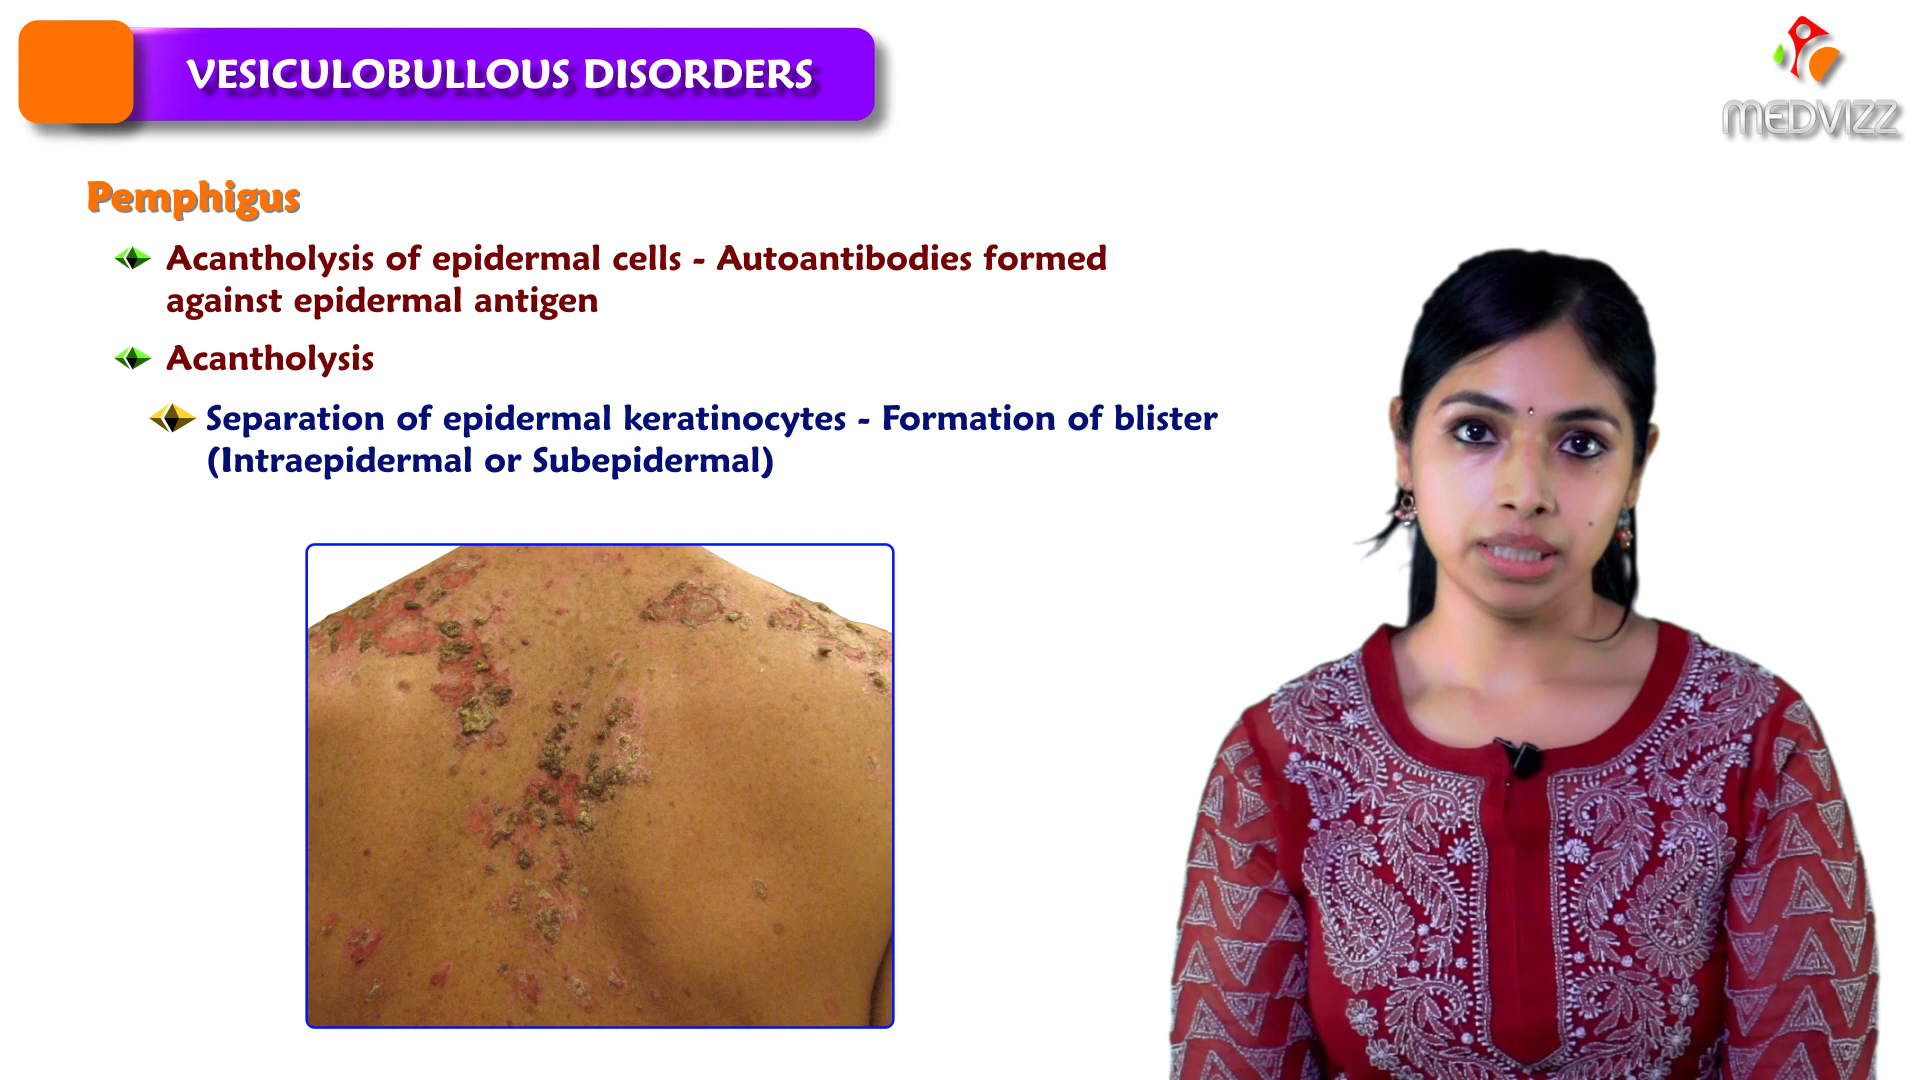 VESICULOBULLOUS DISORDERS
MEDVIZZ
Pemphigus
Acantholysis of epidermal cells - Autoantibodies formed
against epidermal antigen
Acantholysis
Separation of epidermal keratinocytes - Formation of blister
(Intraepidermal or Subepidermal)